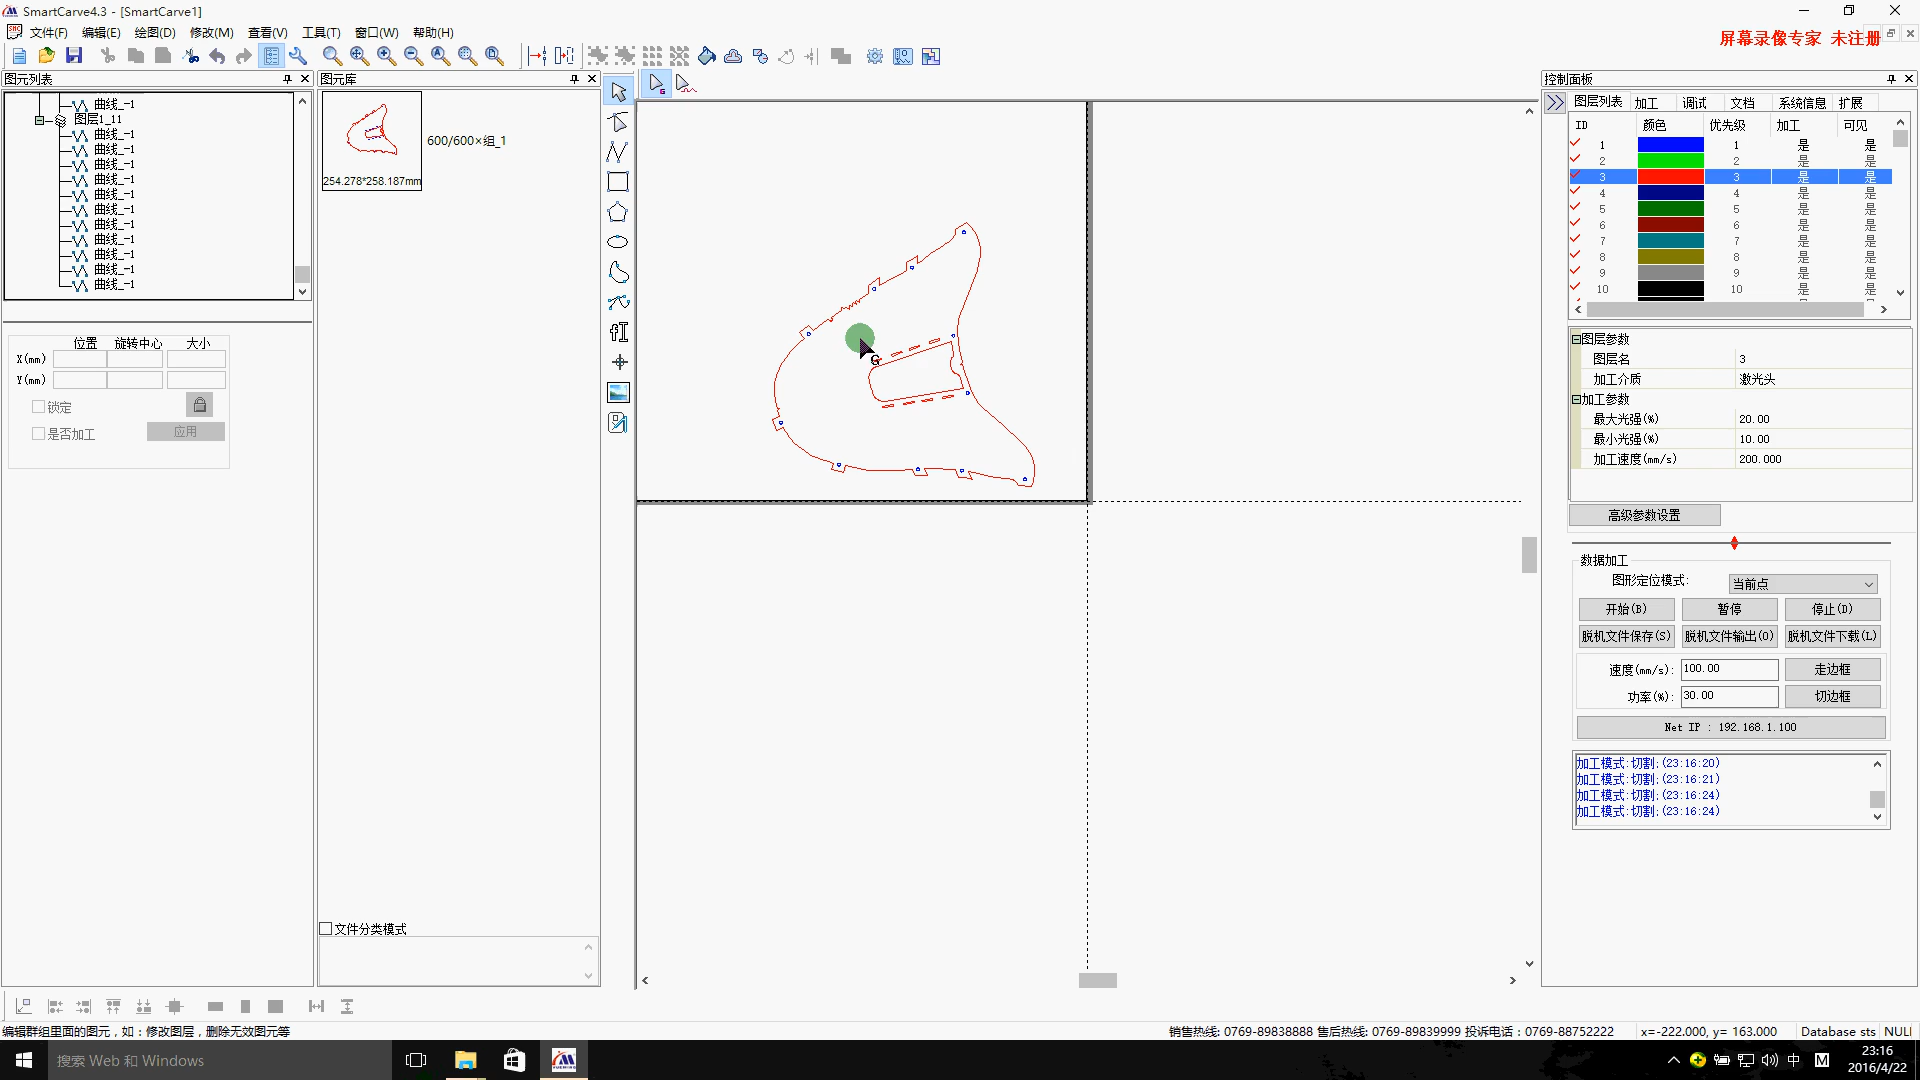 SmartCarve4.3 - [SmartCarve1]
文件(F) 编辑(E) 绘图(D) 修改(M) 查看(V) 工具(T) 窗口(W) 帮助(H)
屏幕录像专家 未注册
图元列表
曲线_-1
图层1_11
曲线_-1
曲线_-1
曲线_-1
曲线_-1
曲线_-1
曲线_-1
曲线_-1
曲线_-1
曲线_-1
曲线_-1
曲线_-1
位置 旋转中心 大小
X(mm)
Y(mm)
锁定
是否加工
应用
图元库
600/600×组_1
254.278*258.187mm
文件分类模式
G
控制面板
图层列表 加工 调试 文档 系统信息 扩展
ID 颜色 优先级 加工 可见
1 1 是 是
2 2 是 是
3 3 是 是
4 4 是 是
5 5 是 是
6 6 是 是
7 7 是 是
8 8 是 是
9 9 是 是
10 10 是 是
图层参数
图层名 3
加工介质 激光头
加工参数
最大光强(%) 20.00
最小光强(%) 10.00
加工速度(mm/s) 200.000
高级参数设置
数据加工
图形定位模式: 当前点
开始(B) 暂停 停止(D)
脱机文件保存(S) 脱机文件输出(O) 脱机文件下载(L)
速度(mm/s): 100.00 走边框
功率(%): 30.00 切边框
Net IP : 192.168.1.100
加工模式:切割;(23:16:20)
加工模式:切割;(23:16:21)
加工模式:切割;(23:16:24)
加工模式:切割;(23:16:24)
编辑群组里面的图元，如：修改图层，删除无效图元等
销售热线: 0769-89838888 售后热线: 0769-89839999 投诉电话：0769-88752222
x=-222.000, y= 163.000
Database sts
NULL
搜索 Web 和 Windows
中
M
23:16
2016/4/22